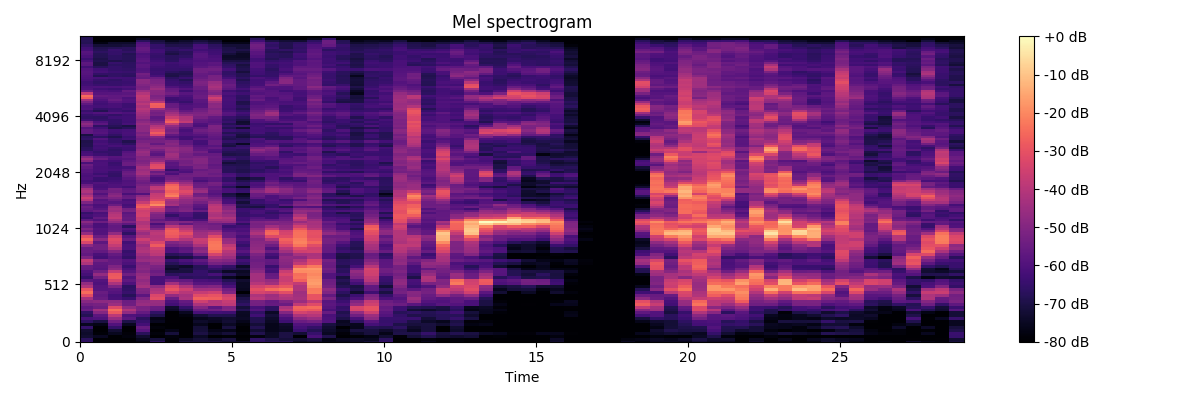 Mel spectrogram
Hz
8192
4096
2048
1024
512
0
0 5 10 15 20 25
Time
+0 dB
-10 dB
-20 dB
-30 dB
-40 dB
-50 dB
-60 dB
-70 dB
-80 dB